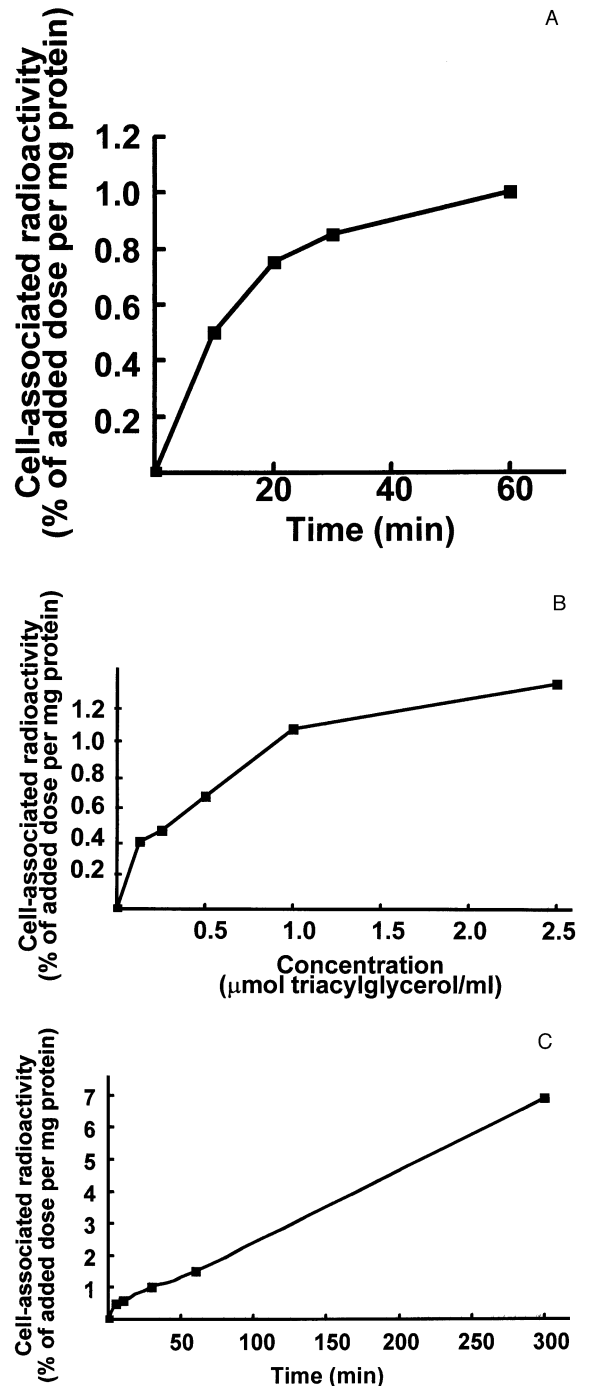 A
Cell-associated radioactivity
(% of added dose per mg protein)
1.2
1.0
0.8
0.6
0.4
0.2
20 40 60
Time (min)
B
Cell-associated radioactivity
(% of added dose per mg protein)
1.2
1.0
0.8
0.6
0.4
0.2
0.5 1.0 1.5 2.0 2.5
Concentration
(μmol triacylglycerol/ml)
C
Cell-associated radioactivity
(% of added dose per mg protein)
7
6
5
4
3
2
1
50 100 150 200 250 300
Time (min)